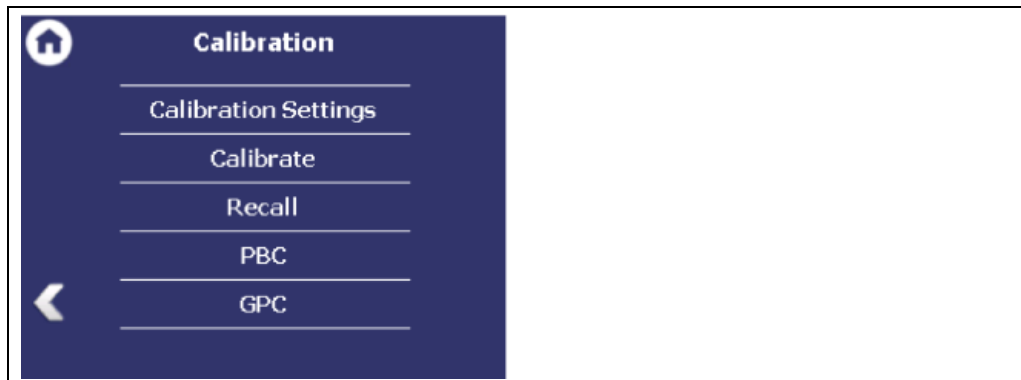 Calibration
Calibration Settings
Calibrate
Recall
PBC
GPC